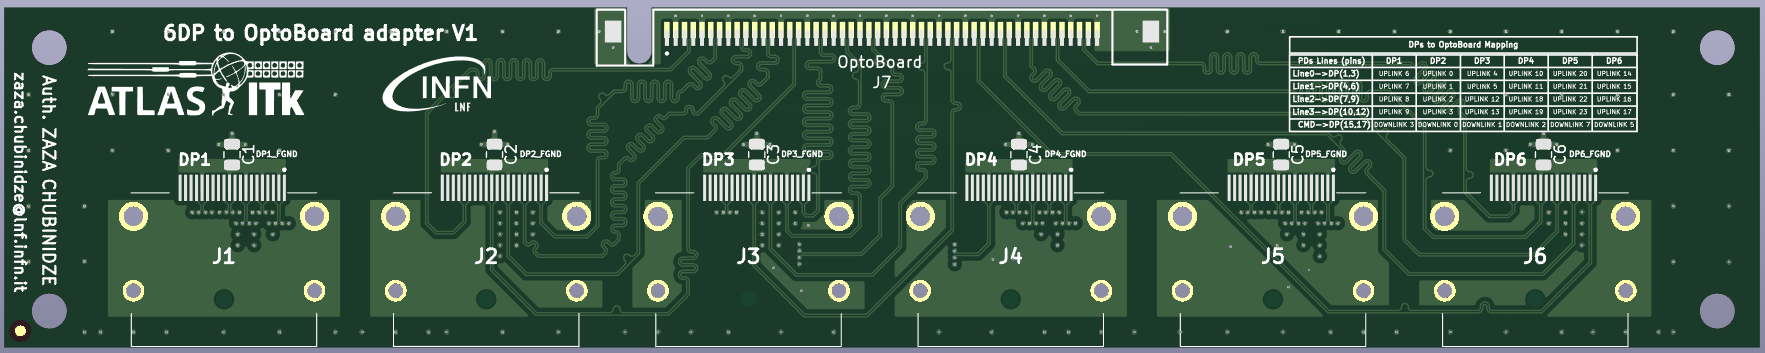 6DP to OptoBoard adapter V1
ATLAS ITk
INFN
LNF
Auth. ZAZA CHUBINIDZE
zaza.chubinidze@lnf.infn.it
OptoBoard
J7
DPs to OptoBoard Mapping
PDs Lines (pins) DP1 DP2 DP3 DP4 DP5 DP6
Line0->DP(1,3) UPLINK 6 UPLINK 0 UPLINK 4 UPLINK 10 UPLINK 20 UPLINK 14
Line1->DP(4,6) UPLINK 7 UPLINK 1 UPLINK 5 UPLINK 11 UPLINK 21 UPLINK 15
Line2->DP(7,9) UPLINK 8 UPLINK 2 UPLINK 12 UPLINK 18 UPLINK 22 UPLINK 16
Line3->DP(10,12) UPLINK 9 UPLINK 3 UPLINK 13 UPLINK 19 UPLINK 23 UPLINK 17
CMD->DP(15,17) DOWNLINK 3 DOWNLINK 0 DOWNLINK 1 DOWNLINK 2 DOWNLINK 7 DOWNLINK 5
DP1 C1 DP1_FGND
DP2 C2 DP2_FGND
DP3 C3 DP3_FGND
DP4 C4 DP4_FGND
DP5 C5 DP5_FGND
DP6 C6 DP6_FGND
J1
J2
J3
J4
J5
J6